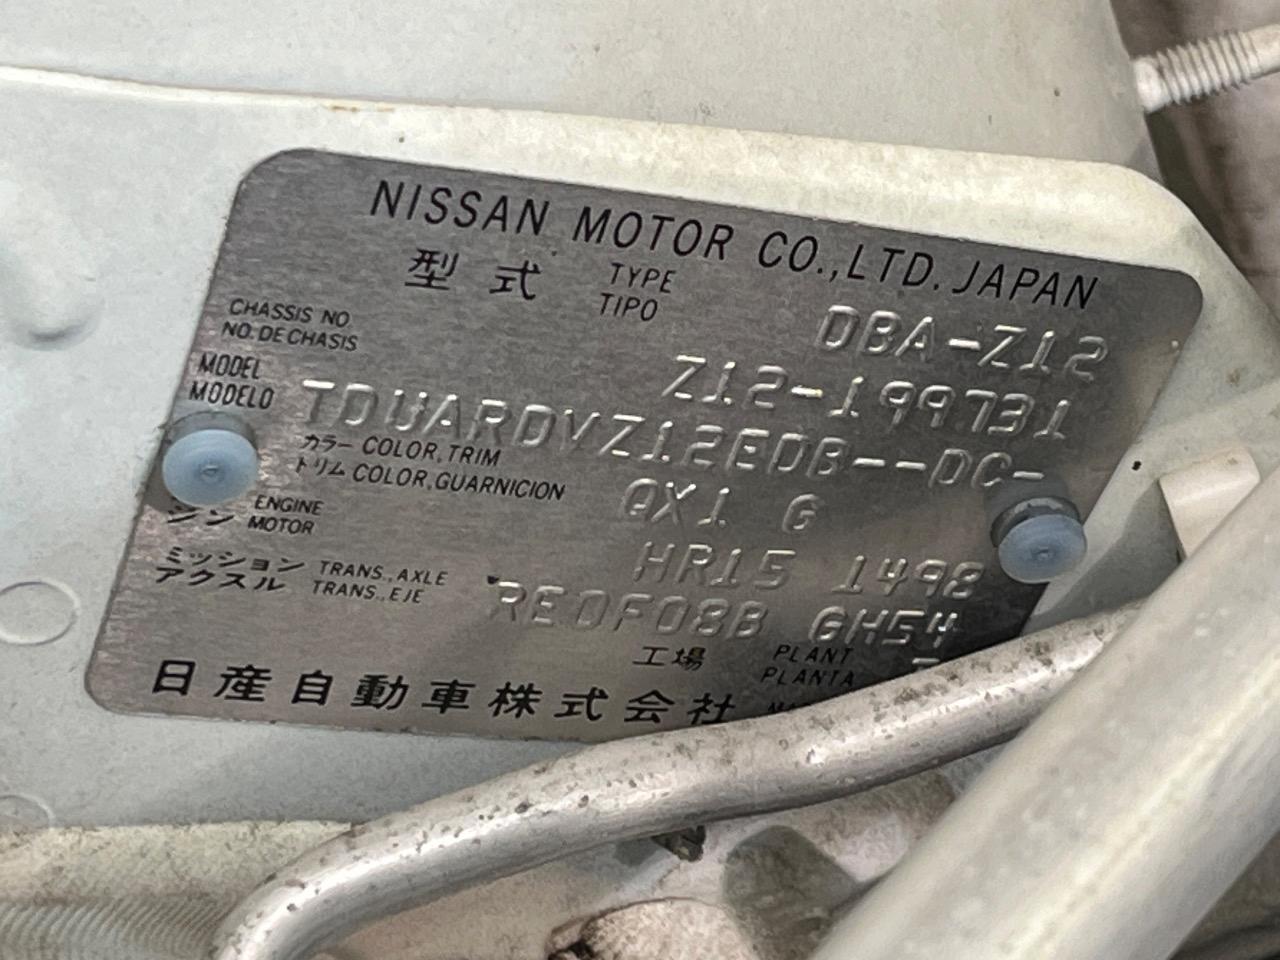 NISSAN MOTOR CO.,LTD. JAPAN
型式 TYPE DBA-Z12
TIPO
CHASSIS NO. Z12-199731
NO. DE CHASIS
MODEL TDUARDVZ12EDB--DC-
MODELO
カラー COLOR,TRIM QX1 G
トリム COLOR,GUARNICION
ENGINE HR15 1498
ジン MOTOR
ミッション TRANS.,AXLE RE0F08B GH54
アクスル TRANS.,EJE
工場 PLANT
PLANTA
日産自動車株式会社